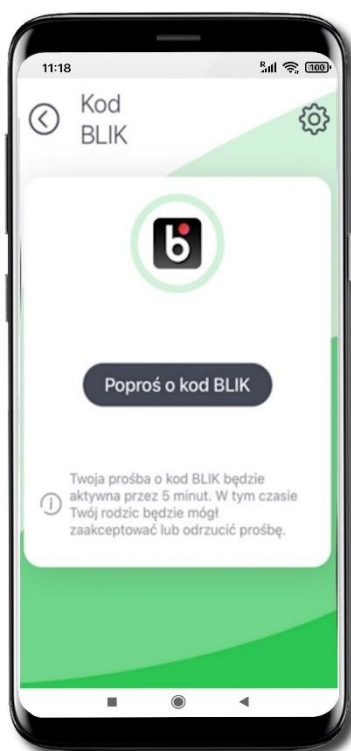 11:18
R
100
Kod
BLIK
b
Poproś o kod BLIK
Twoja prośba o kod BLIK będzie
aktywna przez 5 minut. W tym czasie
Twój rodzic będzie mógł
zaakceptować lub odrzucić prośbę.